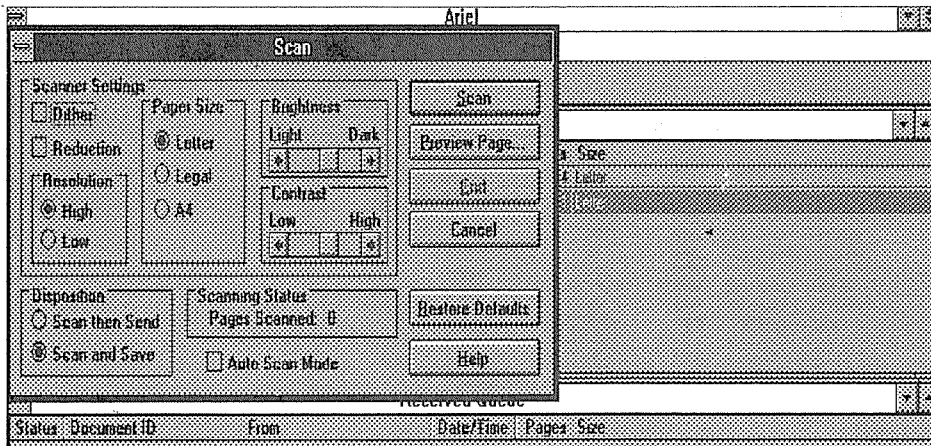 Ariel
Scan
Scanner Settings
Dither
Reduction
Resolution
High
Low
Paper Size
Letter
Legal
A4
Brightness
Light Dark
Contrast
Low High
Scan
Preview Page...
End
Cancel
Restore Defaults
Help
Disposition
Scan then Send
Scan and Save
Scanning Status
Pages Scanned: 0
Auto Scan Mode
Size
4 Letter
Received Queue
Status Document ID From Date/Time Pages Size